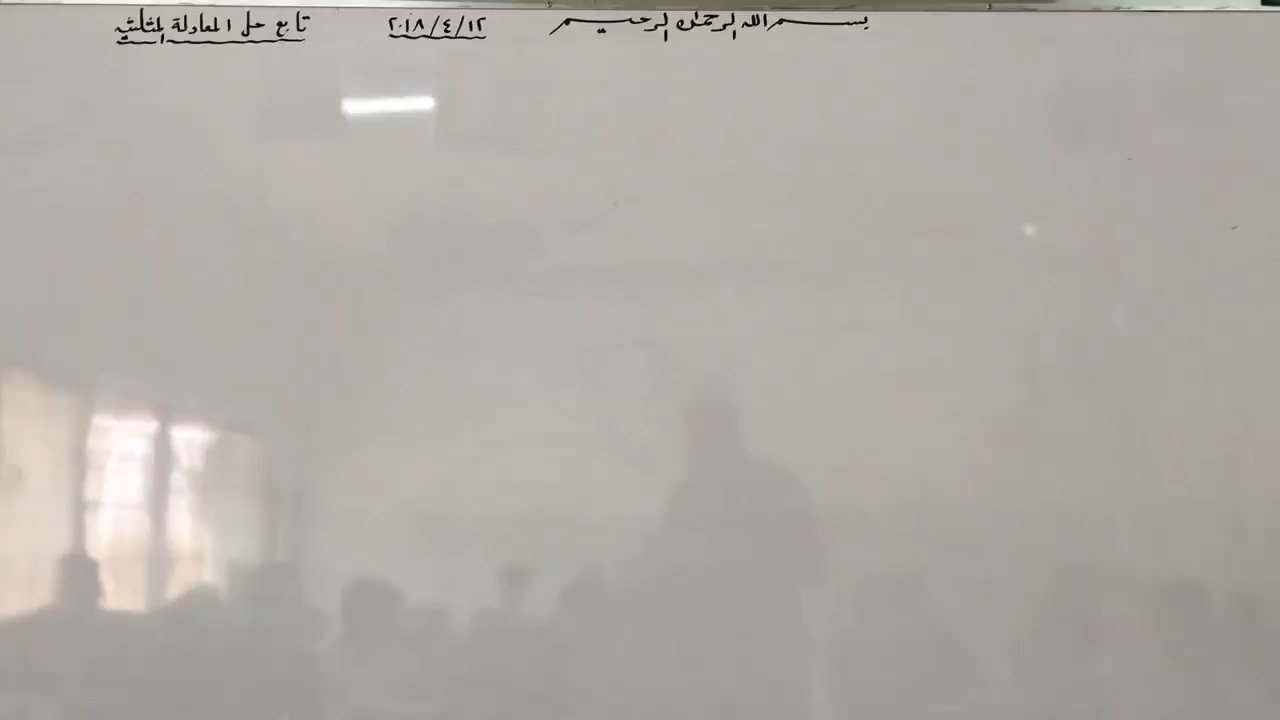 بسم الله الرحمن الرحيم ٢٠١٨/٤/١٢ تابع حل المعادلة المثلثية